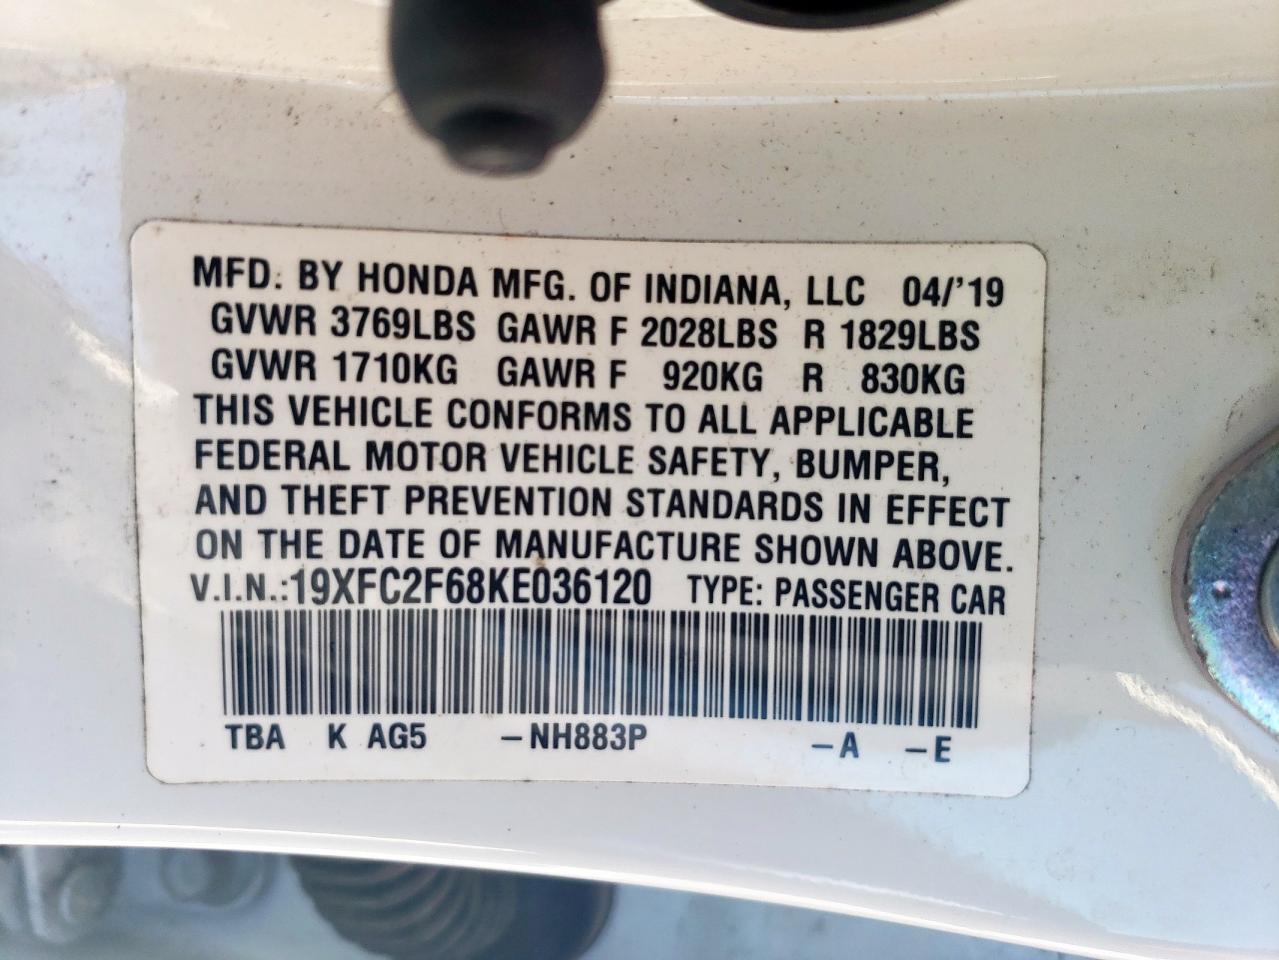 MFD. BY HONDA MFG. OF INDIANA, LLC 04/'19
GVWR 3769LBS GAWR F 2028LBS R 1829LBS
GVWR 1710KG GAWR F 920KG R 830KG
THIS VEHICLE CONFORMS TO ALL APPLICABLE
FEDERAL MOTOR VEHICLE SAFETY, BUMPER,
AND THEFT PREVENTION STANDARDS IN EFFECT
ON THE DATE OF MANUFACTURE SHOWN ABOVE.
V.I.N.:19XFC2F68KE036120 TYPE: PASSENGER CAR
TBA K AG5 –NH883P –A –E